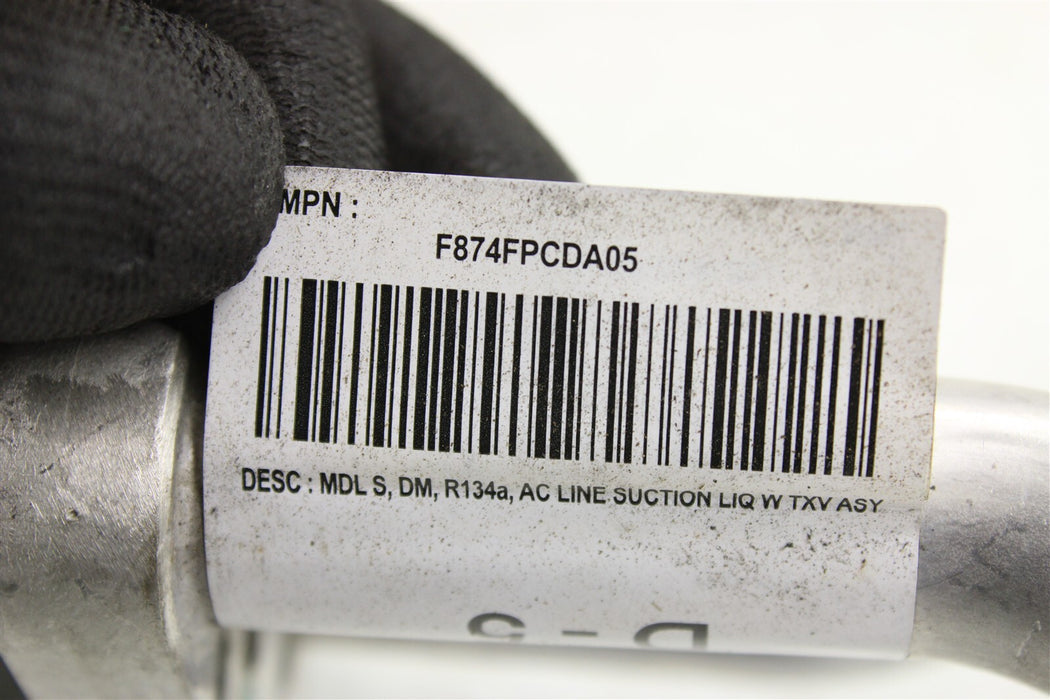 MPN :
F874FPCDA05
DESC : MDL S, DM, R134a, AC LINE SUCTION LIQ W TXV ASY